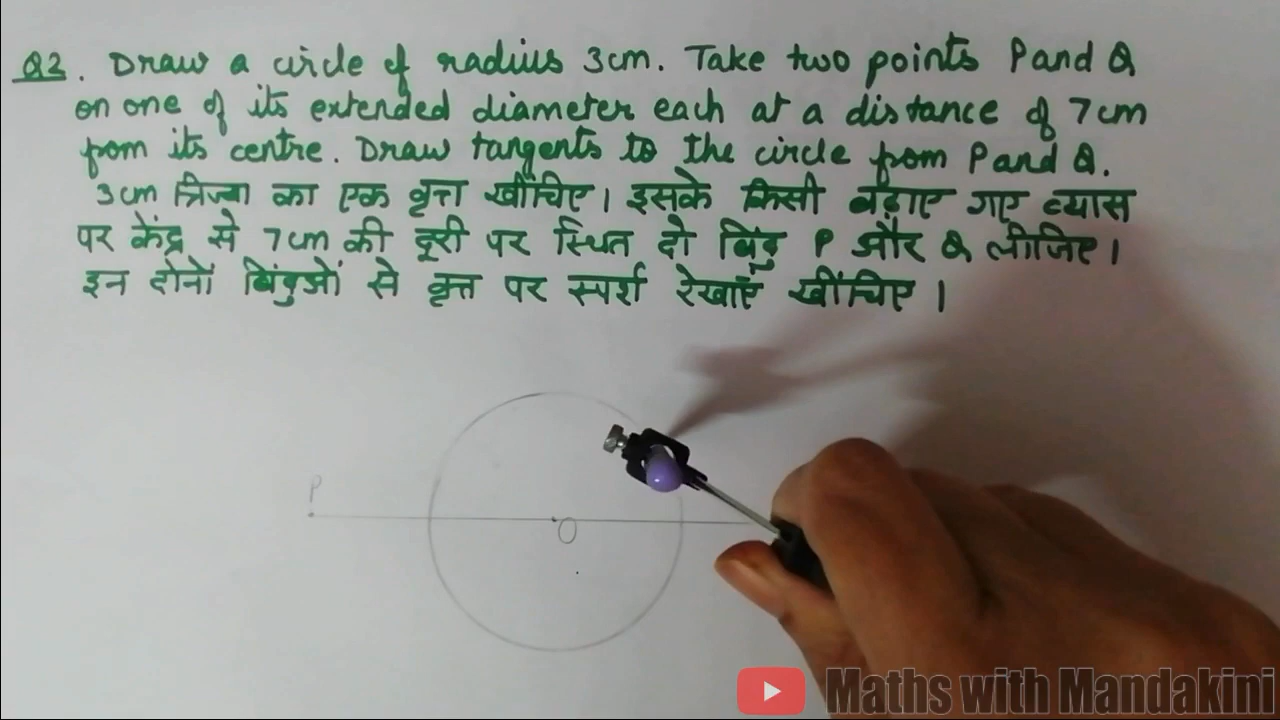 Q2. Draw a circle of radius 3cm. Take two points P and Q
on one of its extended diameter each at a distance of 7cm
from its centre. Draw tangents to the circle from P and Q.
3cm त्रिज्या का एक वृत्त खींचिए। इसके किसी बढ़ाए गए व्यास
पर केंद्र से 7cm की दूरी पर स्थित दो बिंदु P और Q लीजिए।
इन दोनों बिंदुओं से वृत्त पर स्पर्श रेखाएँ खींचिए।
P
O
Maths with Mandakini